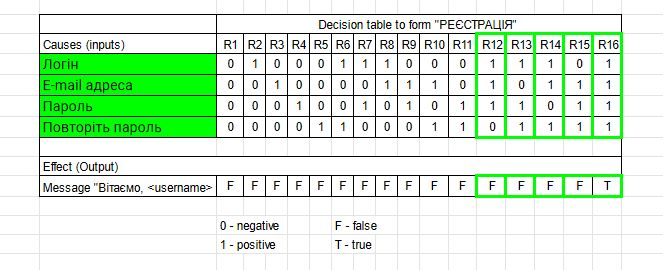 Decision table to form "РЕЄСТРАЦІЯ"
Causes (inputs) R1 R2 R3 R4 R5 R6 R7 R8 R9 R10 R11 R12 R13 R14 R15 R16
Логін 0 1 0 0 0 1 1 1 0 0 0 1 1 1 0 1
E-mail адреса 0 0 1 0 0 0 0 1 1 1 0 1 0 1 1 1
Пароль 0 0 0 1 0 0 1 0 1 0 1 1 1 0 1 1
Повторіть пароль 0 0 0 0 1 1 0 0 0 1 1 0 1 1 1 1
Effect (Output)
Message "Вітаємо, <username> F F F F F F F F F F F F F F F T
0 - negative F - false
1 - positive T - true